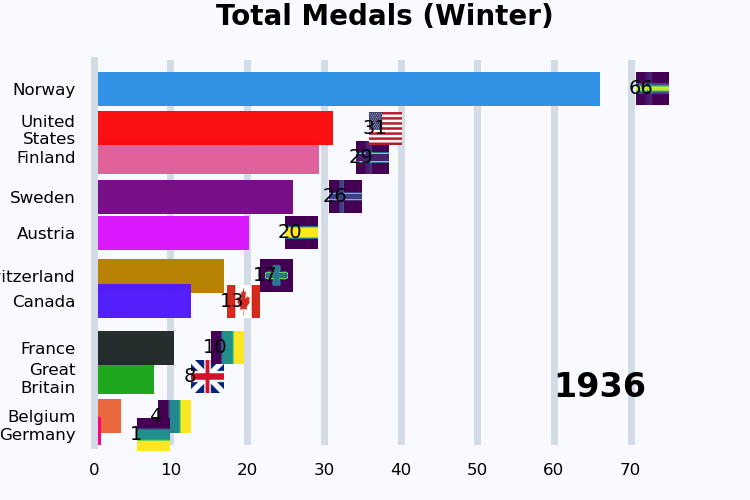 Total Medals (Winter)
Norway 66
United
States 31
Finland 29
Sweden 26
Austria 20
itzerland 17
Canada 13
France 10
Great
Britain 8
1936
Belgium 4
Germany 1
0 10 20 30 40 50 60 70